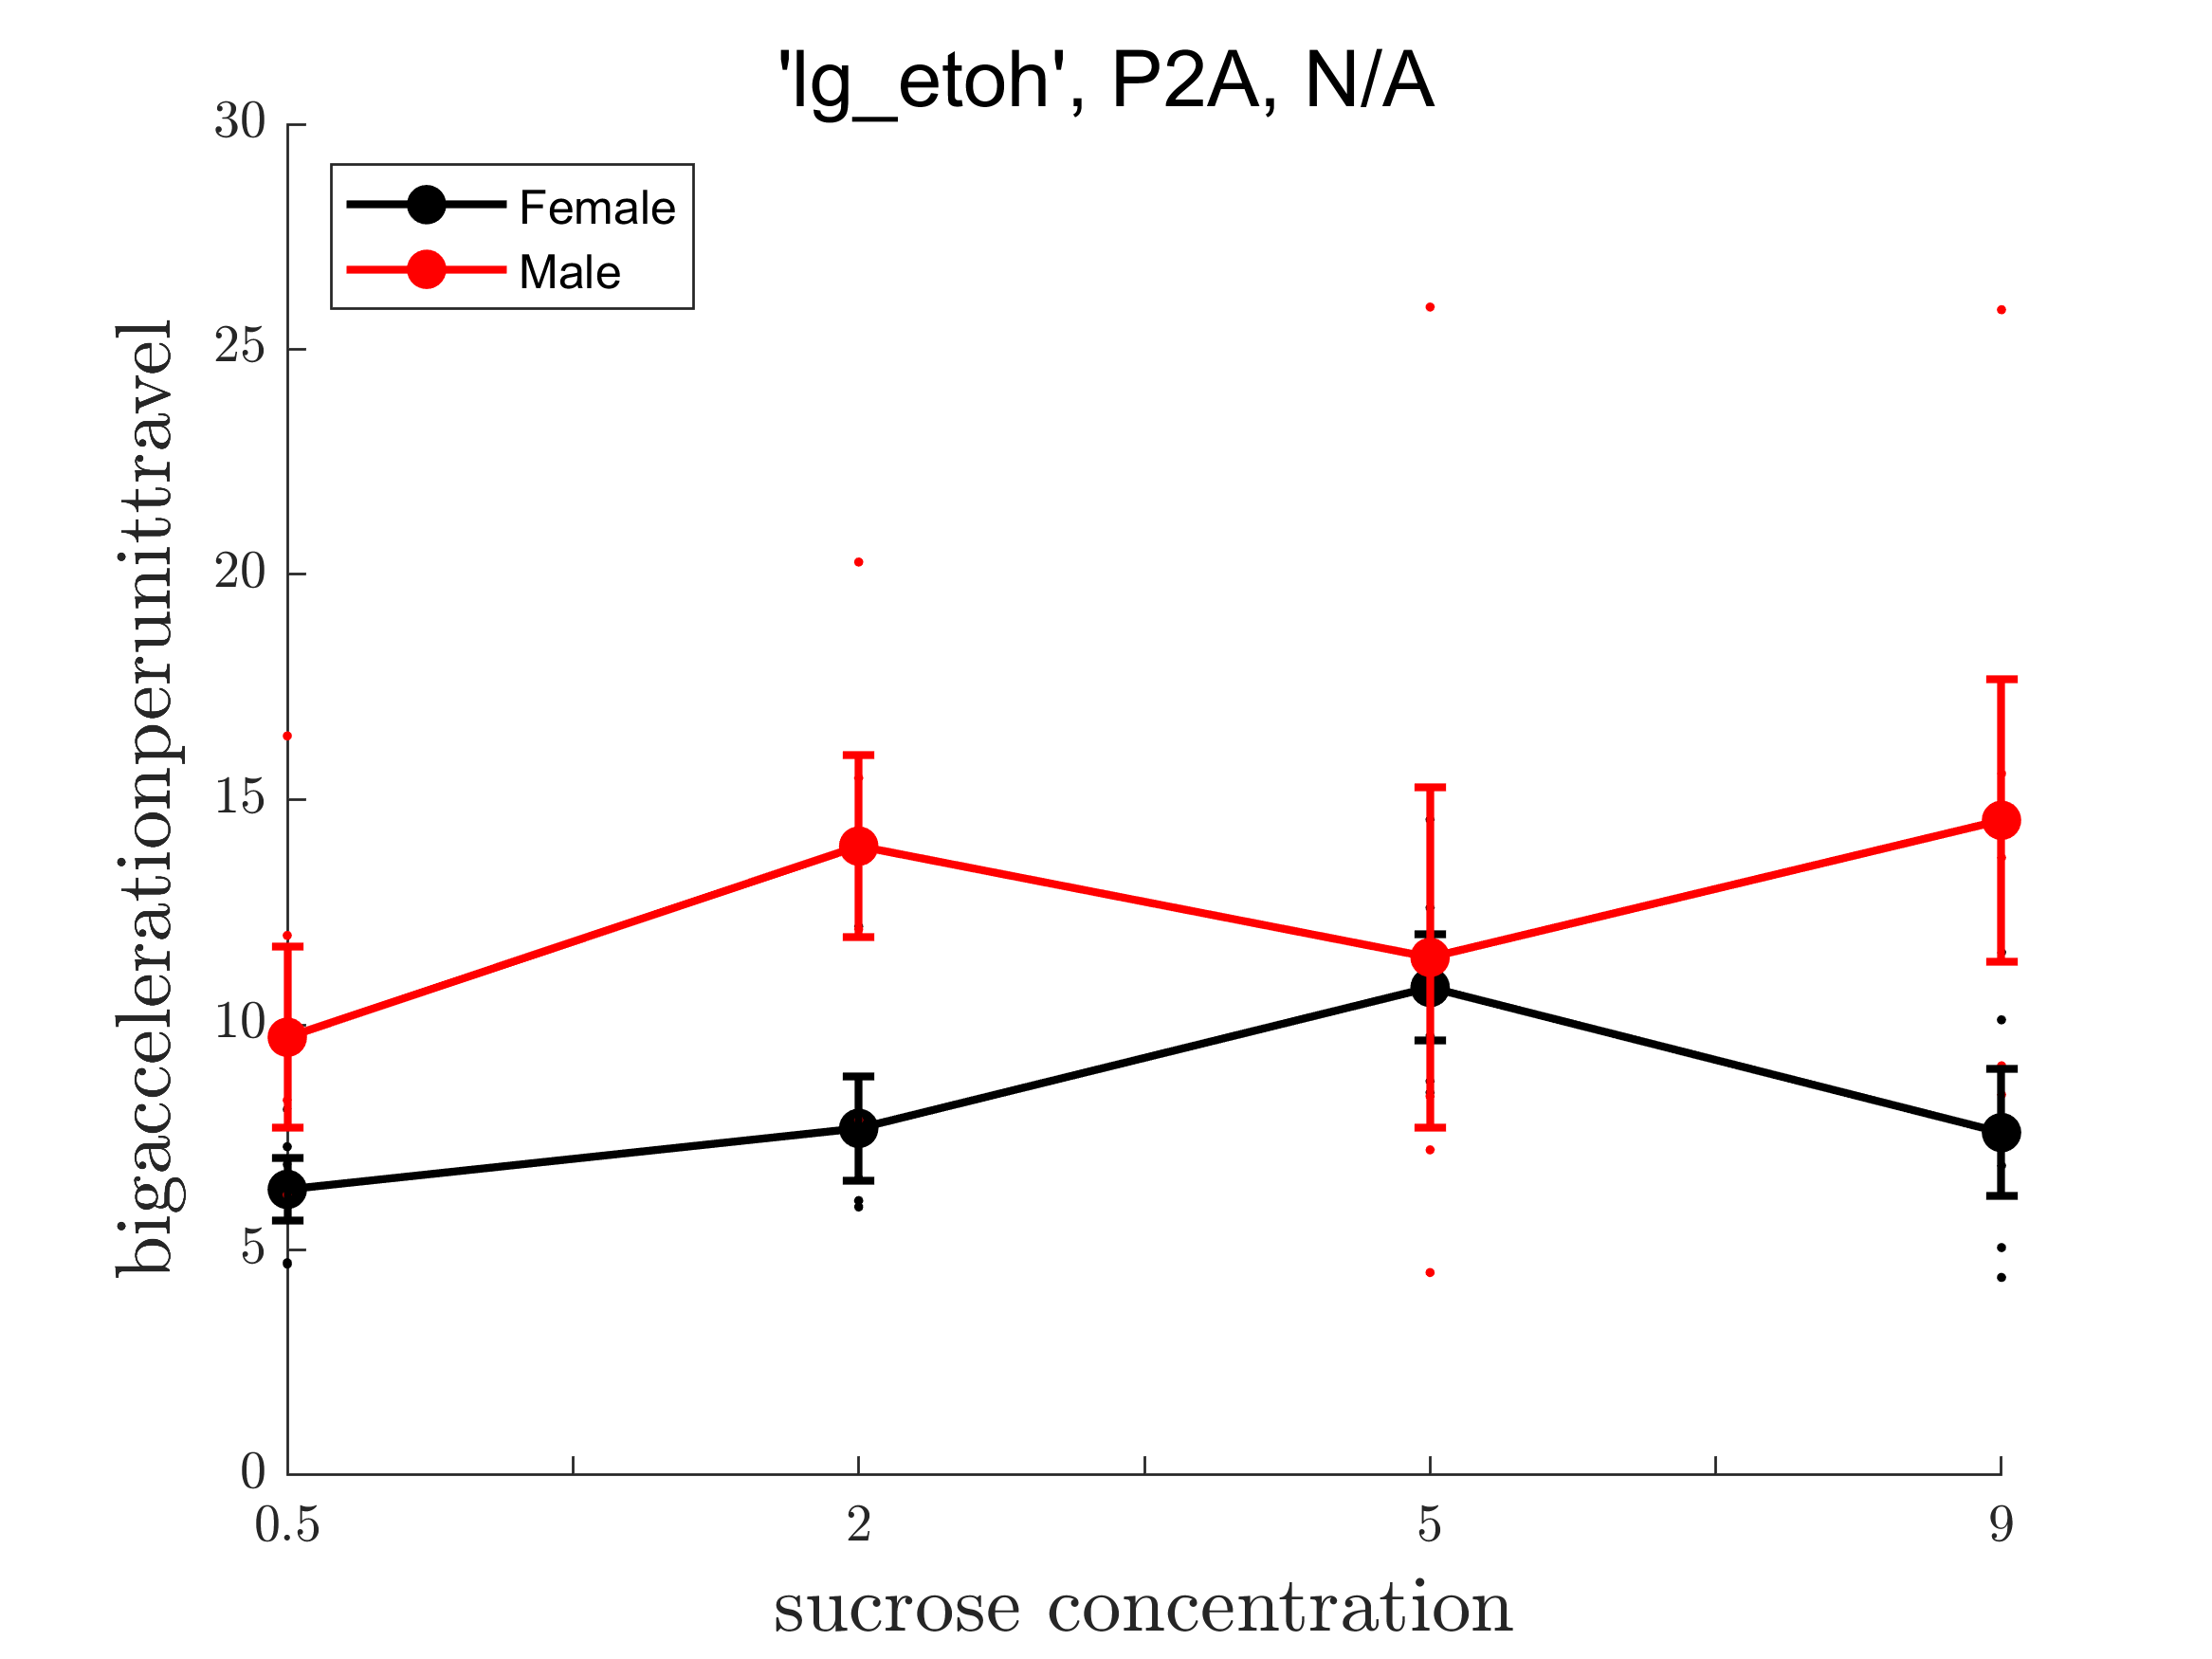 'lg_etoh', P2A, N/A
30
25
20
15
10
5
0
bigaccelerationperunittravel
Female
Male
0.5
2
5
9
sucrose concentration